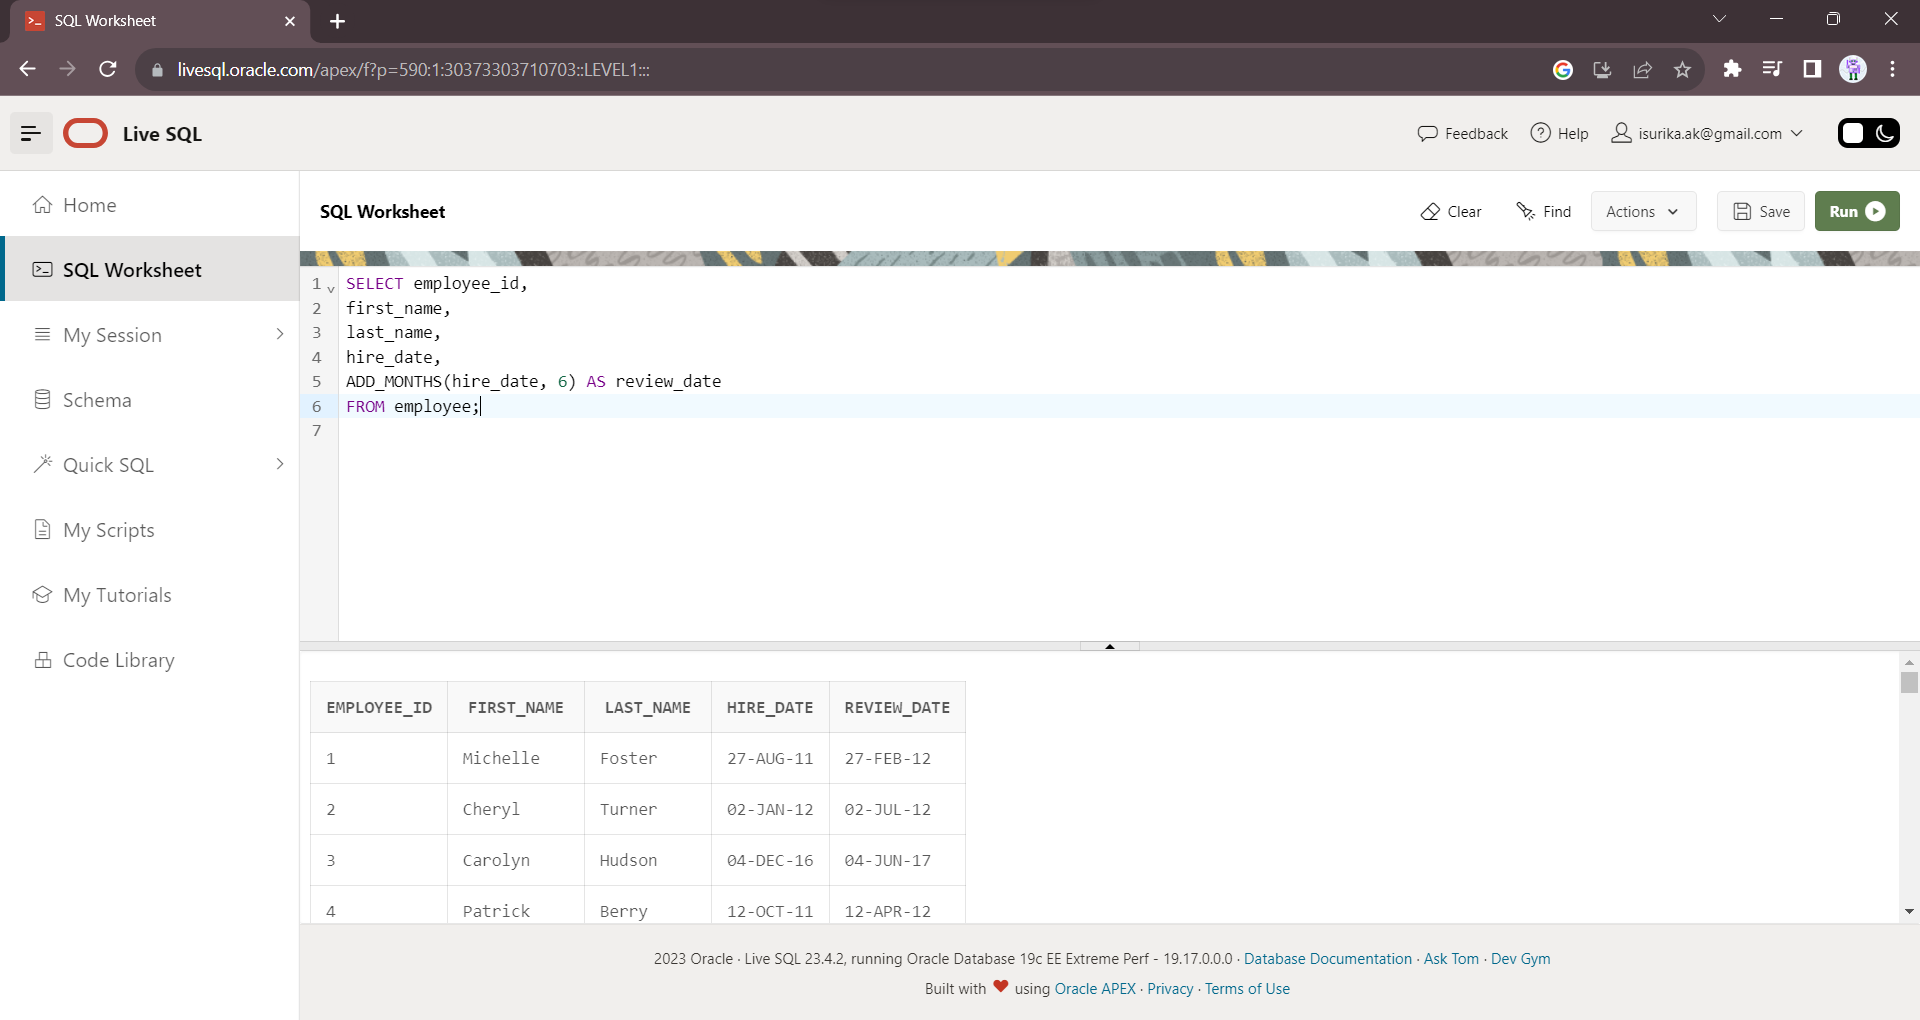 SQL Worksheet
livesql.oracle.com/apex/f?p=590:1:30373303710703::LEVEL1:::
Live SQL
Feedback Help isurika.ak@gmail.com
Home
SQL Worksheet
My Session
Schema
Quick SQL
My Scripts
My Tutorials
Code Library
SQL Worksheet
Clear Find Actions Save Run
1 SELECT employee_id,
2 first_name,
3 last_name,
4 hire_date,
5 ADD_MONTHS(hire_date, 6) AS review_date
6 FROM employee;
7
EMPLOYEE_ID FIRST_NAME LAST_NAME HIRE_DATE REVIEW_DATE
1 Michelle Foster 27-AUG-11 27-FEB-12
2 Cheryl Turner 02-JAN-12 02-JUL-12
3 Carolyn Hudson 04-DEC-16 04-JUN-17
4 Patrick Berry 12-OCT-11 12-APR-12
2023 Oracle · Live SQL 23.4.2, running Oracle Database 19c EE Extreme Perf - 19.17.0.0.0 · Database Documentation · Ask Tom · Dev Gym
Built with ❤ using Oracle APEX · Privacy · Terms of Use